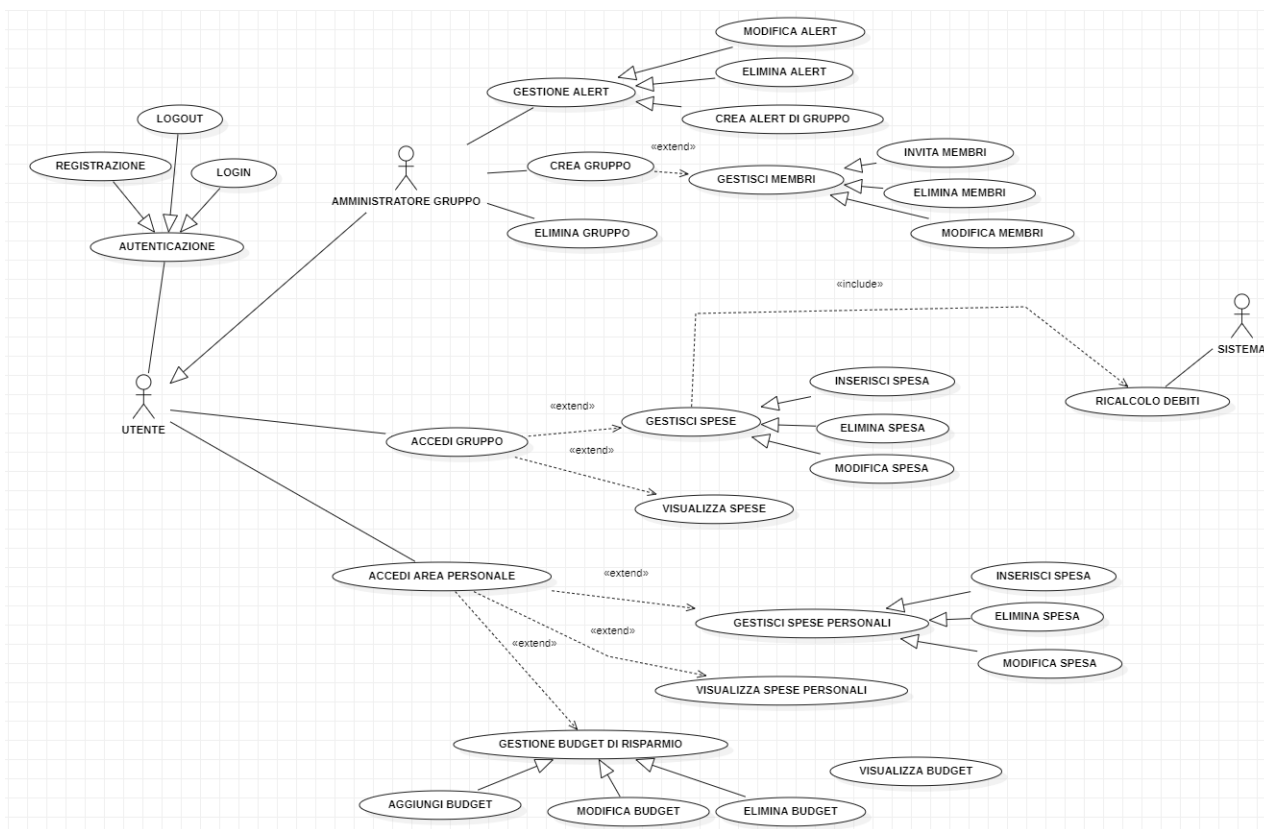 MODIFICA ALERT
ELIMINA ALERT
GESTIONE ALERT
CREA ALERT DI GRUPPO
LOGOUT
REGISTRAZIONE
LOGIN
AUTENTICAZIONE
AMMINISTRATORE GRUPPO
CREA GRUPPO
«extend»
GESTISCI MEMBRI
INVITA MEMBRI
ELIMINA MEMBRI
MODIFICA MEMBRI
ELIMINA GRUPPO
«include»
SISTEMA
RICALCOLO DEBITI
UTENTE
ACCEDI GRUPPO
«extend»
GESTISCI SPESE
INSERISCI SPESA
ELIMINA SPESA
MODIFICA SPESA
«extend»
VISUALIZZA SPESE
ACCEDI AREA PERSONALE
«extend»
GESTISCI SPESE PERSONALI
INSERISCI SPESA
ELIMINA SPESA
MODIFICA SPESA
«extend»
VISUALIZZA SPESE PERSONALI
«extend»
GESTIONE BUDGET DI RISPARMIO
VISUALIZZA BUDGET
AGGIUNGI BUDGET
MODIFICA BUDGET
ELIMINA BUDGET